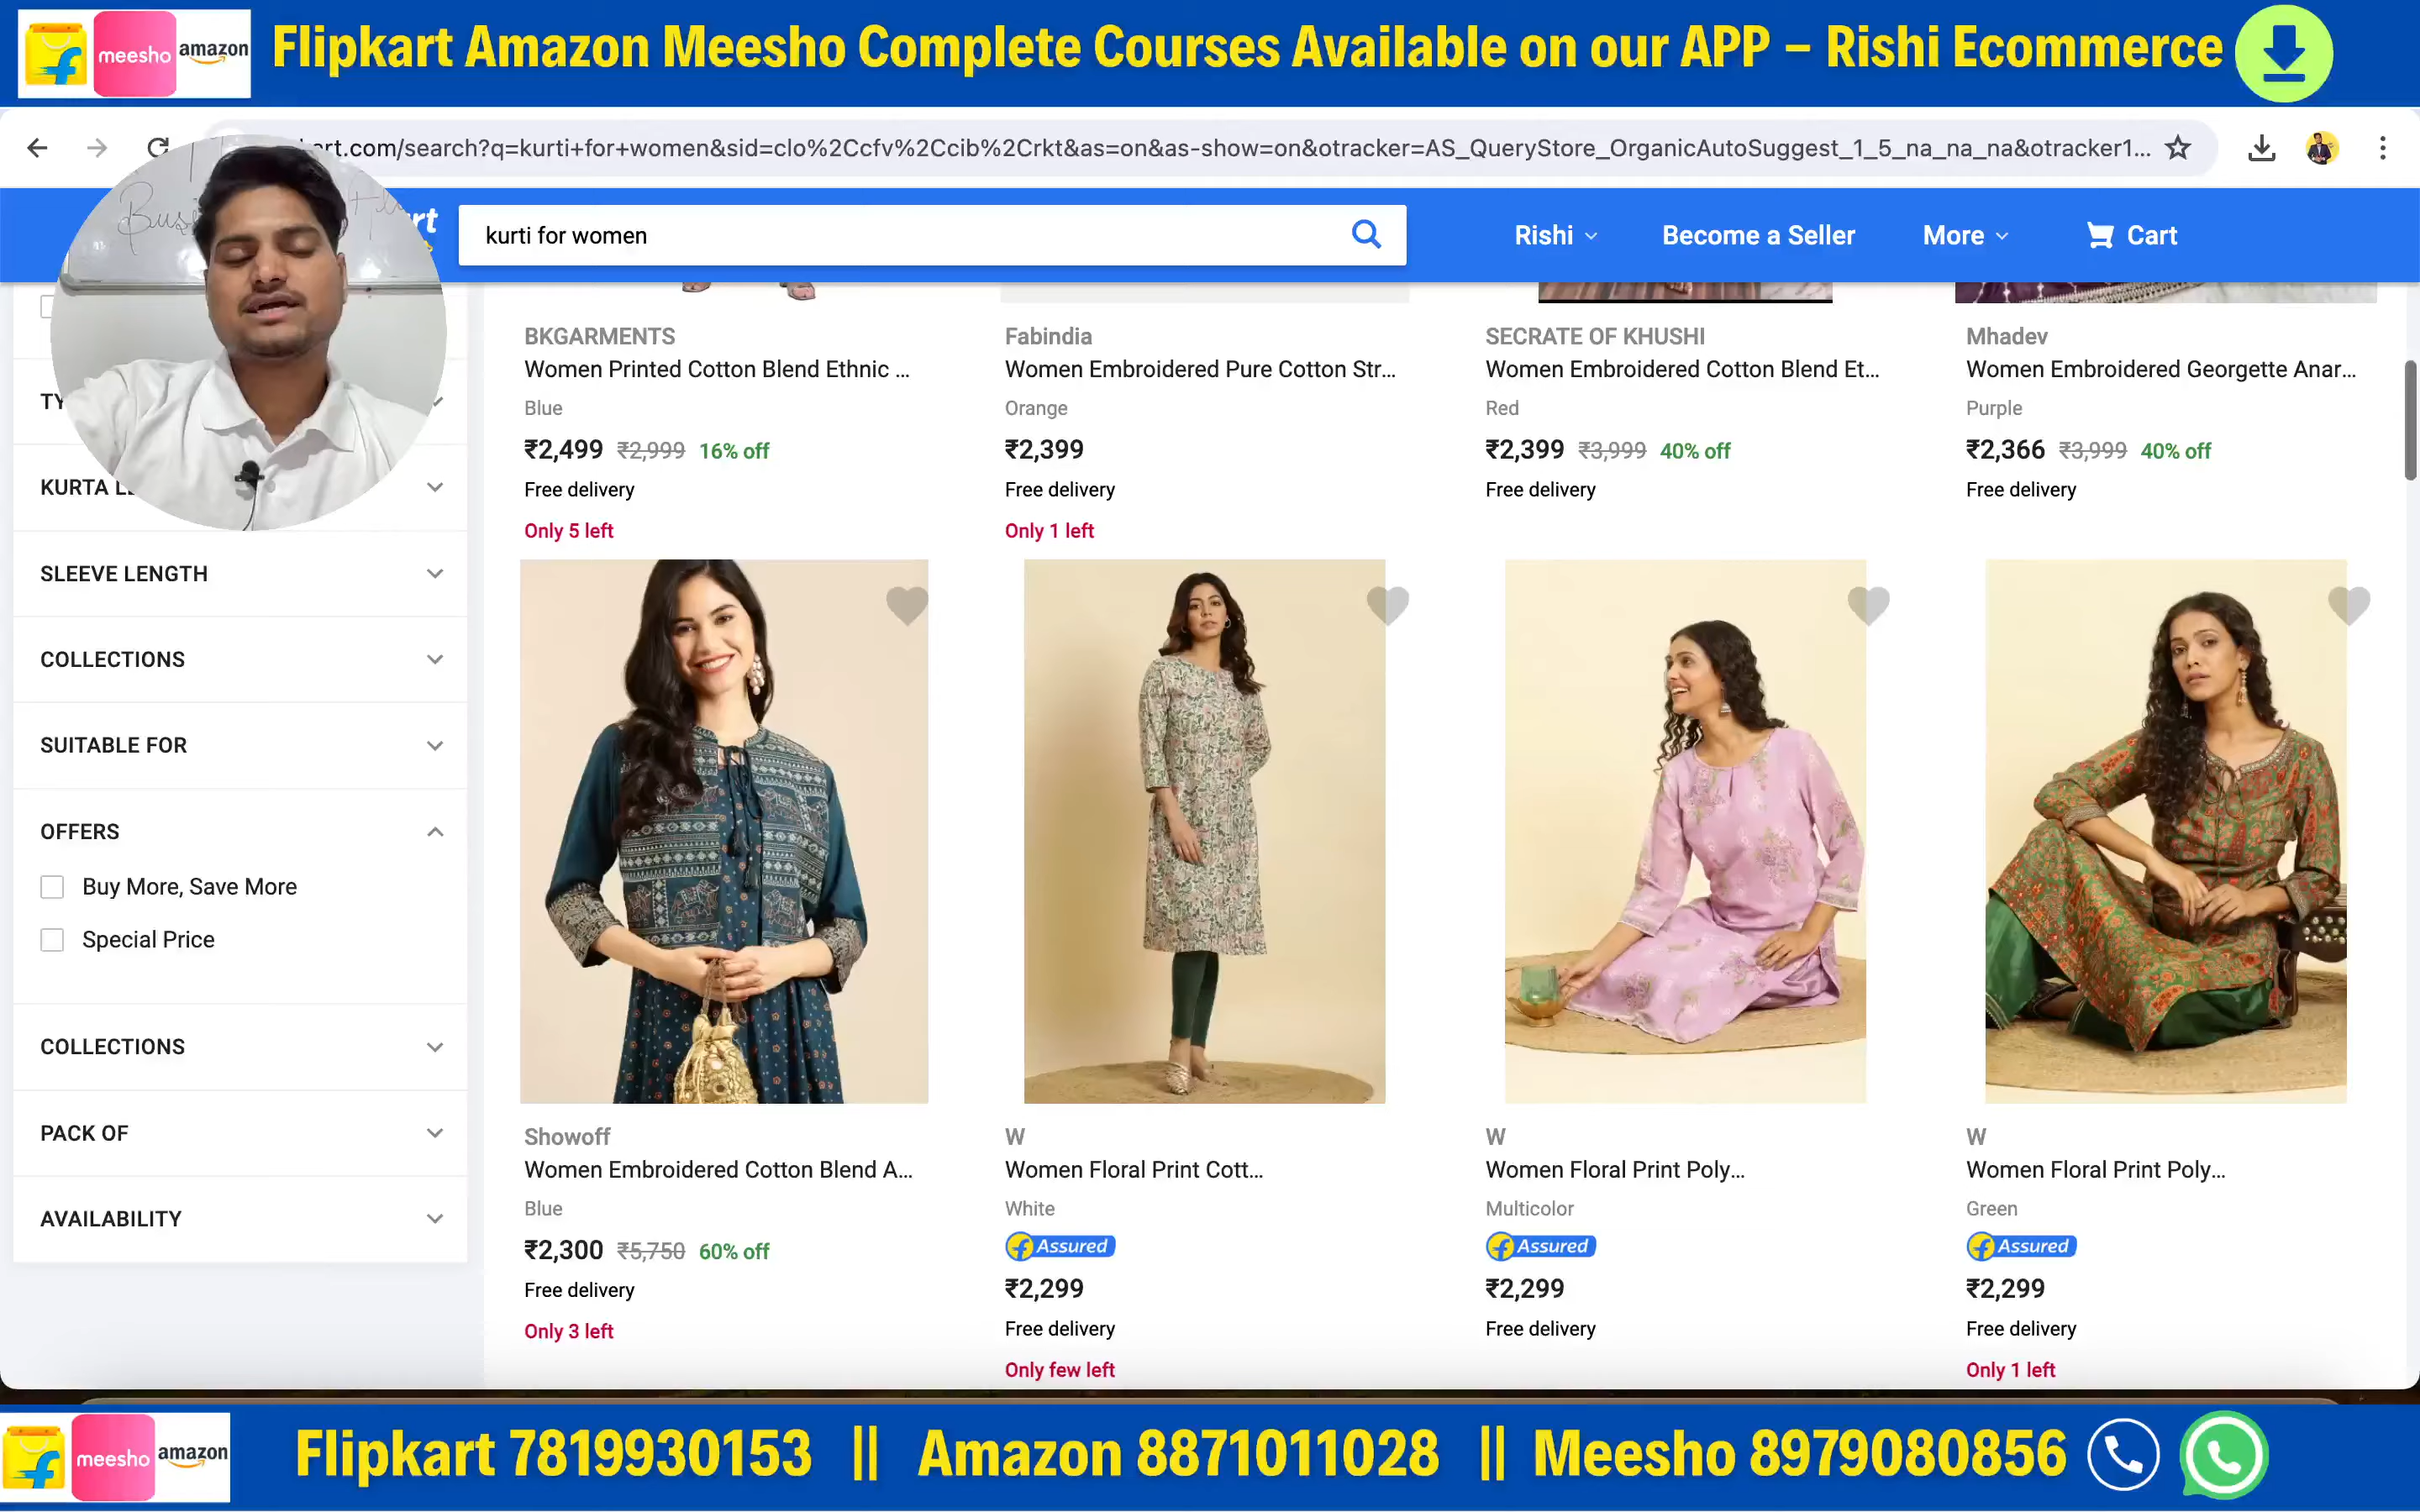 meesho amazon Flipkart Amazon Meesho Complete Courses Available on our APP – Rishi Ecommerce
rt.com/search?q=kurti+for+women&sid=clo%2Ccfv%2Ccib%2Crkt&as=on&as-show=on&otracker=AS_QueryStore_OrganicAutoSuggest_1_5_na_na_na&otracker1...
rt kurti for women Rishi Become a Seller More Cart
TY
KURTA L
SLEEVE LENGTH
COLLECTIONS
SUITABLE FOR
OFFERS
Buy More, Save More
Special Price
COLLECTIONS
PACK OF
AVAILABILITY
BKGARMENTS
Women Printed Cotton Blend Ethnic ...
Blue
₹2,499 ₹2,999 16% off
Free delivery
Only 5 left
Fabindia
Women Embroidered Pure Cotton Str...
Orange
₹2,399
Free delivery
Only 1 left
SECRATE OF KHUSHI
Women Embroidered Cotton Blend Et...
Red
₹2,399 ₹3,999 40% off
Free delivery
Mhadev
Women Embroidered Georgette Anar...
Purple
₹2,366 ₹3,999 40% off
Free delivery
Showoff
Women Embroidered Cotton Blend A...
Blue
₹2,300 ₹5,750 60% off
Free delivery
Only 3 left
W
Women Floral Print Cott...
White
Assured
₹2,299
Free delivery
Only few left
W
Women Floral Print Poly...
Multicolor
Assured
₹2,299
Free delivery
W
Women Floral Print Poly...
Green
Assured
₹2,299
Free delivery
Only 1 left
meesho amazon Flipkart 7819930153 || Amazon 8871011028 || Meesho 8979080856